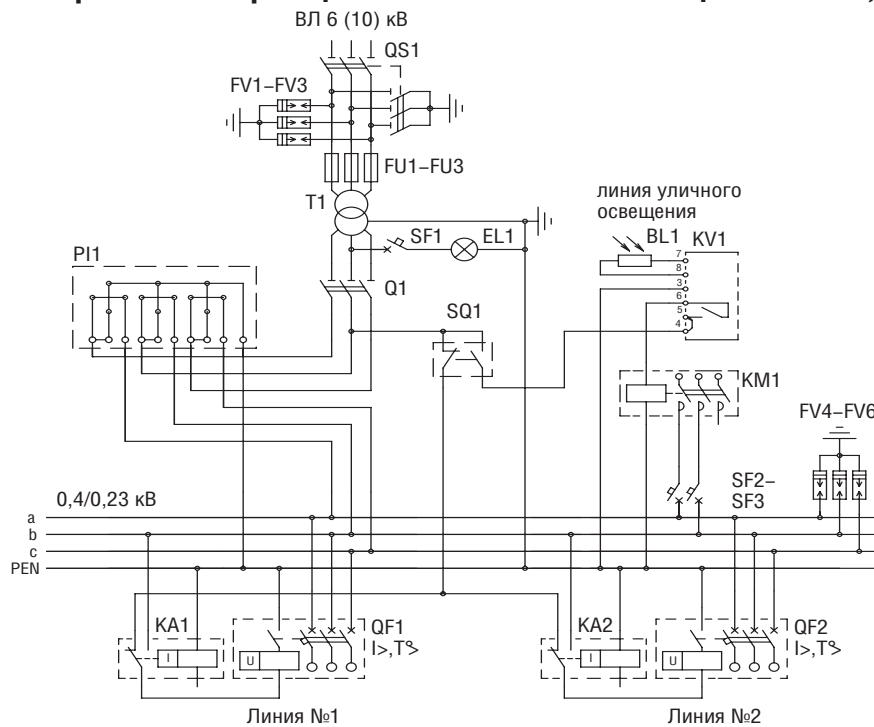 ВЛ 6 (10) кВ
QS1
FV1–FV3
FU1–FU3
T1
линия уличного
освещения
SF1
EL1
BL1
KV1
7
8
3
6
5
4
PI1
Q1
SQ1
KM1
FV4–FV6
SF2–
SF3
0,4/0,23 кВ
a
b
c
PEN
KA1
I
U
QF1
I>,T°>
KA2
I
U
QF2
I>,T°>
Линия №1
Линия №2